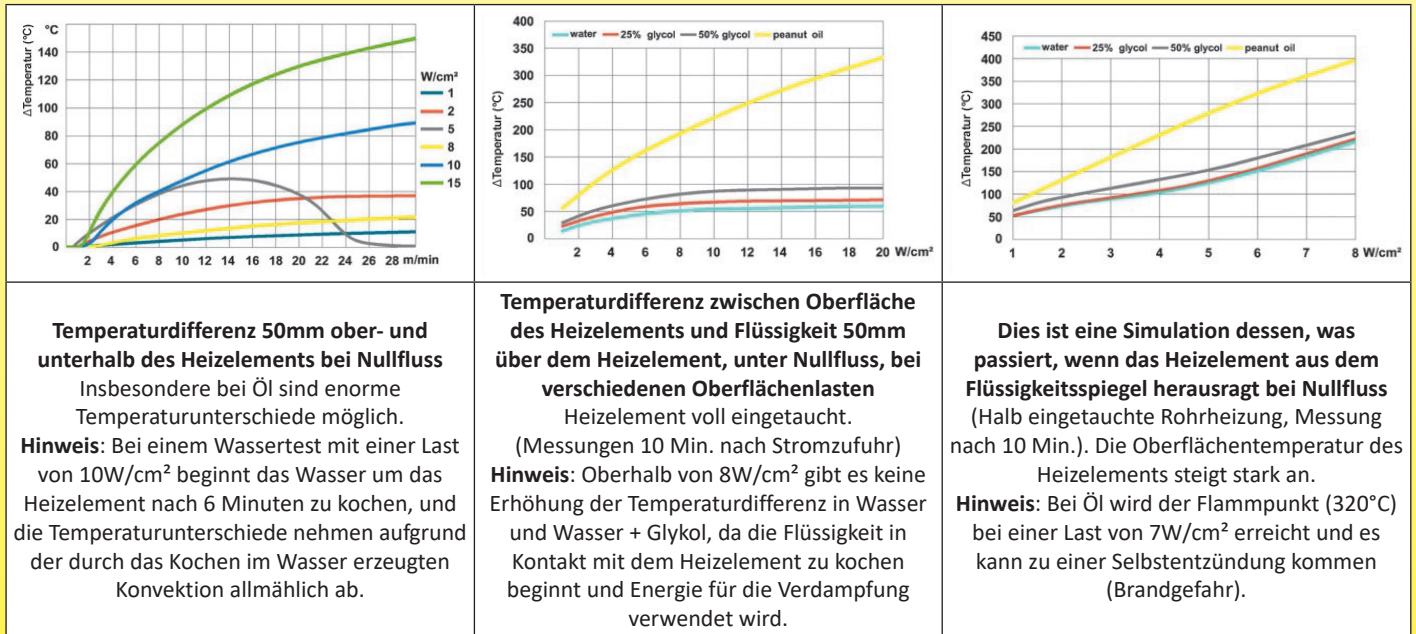 °C
140
120
100
80
60
40
20
0
ΔTemperatur (°C)
2 4 6 8 10 12 14 16 18 20 22 24 26 28 m/min
W/cm²
1
2
5
8
10
15
400
350
300
250
200
150
100
50
0
ΔTemperatur (°C)
water 25% glycol 50% glycol peanut oil
2 4 6 8 10 12 14 16 18 20 W/cm²
450
400
350
300
250
200
150
100
50
0
ΔTemperatur (°C)
water 25% glycol 50% glycol peanut oil
1 2 3 4 5 6 7 8 W/cm²
Temperaturdifferenz 50mm ober- und
unterhalb des Heizelements bei Nullfluss
Insbesondere bei Öl sind enorme
Temperaturunterschiede möglich.
Hinweis: Bei einem Wassertest mit einer Last
von 10W/cm² beginnt das Wasser um das
Heizelement nach 6 Minuten zu kochen, und
die Temperaturunterschiede nehmen aufgrund
der durch das Kochen im Wasser erzeugten
Konvektion allmählich ab.
Temperaturdifferenz zwischen Oberfläche
des Heizelements und Flüssigkeit 50mm
über dem Heizelement, unter Nullfluss, bei
verschiedenen Oberflächenlasten
Heizelement voll eingetaucht.
(Messungen 10 Min. nach Stromzufuhr)
Hinweis: Oberhalb von 8W/cm² gibt es keine
Erhöhung der Temperaturdifferenz in Wasser
und Wasser + Glykol, da die Flüssigkeit in
Kontakt mit dem Heizelement zu kochen
beginnt und Energie für die Verdampfung
verwendet wird.
Dies ist eine Simulation dessen, was
passiert, wenn das Heizelement aus dem
Flüssigkeitsspiegel herausragt bei Nullfluss
(Halb eingetauchte Rohrheizung, Messung
nach 10 Min.). Die Oberflächentemperatur des
Heizelements steigt stark an.
Hinweis: Bei Öl wird der Flammpunkt (320°C)
bei einer Last von 7W/cm² erreicht und es
kann zu einer Selbstentzündung kommen
(Brandgefahr).